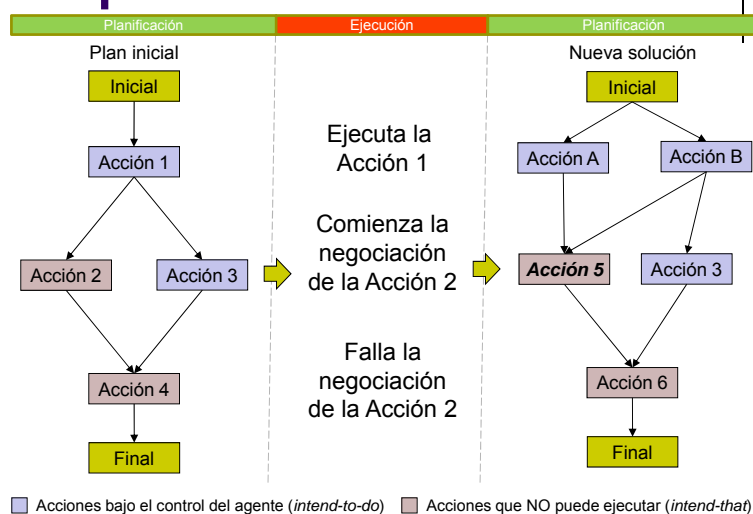 Planificación
Ejecución
Planificación
Plan inicial
Inicial
Acción 1
Acción 2
Acción 3
Acción 4
Final
Ejecuta la
Acción 1
Comienza la
negociación
de la Acción 2
Falla la
negociación
de la Acción 2
Nueva solución
Inicial
Acción A
Acción B
Acción 5
Acción 3
Acción 6
Final
Acciones bajo el control del agente (intend-to-do)
Acciones que NO puede ejecutar (intend-that)